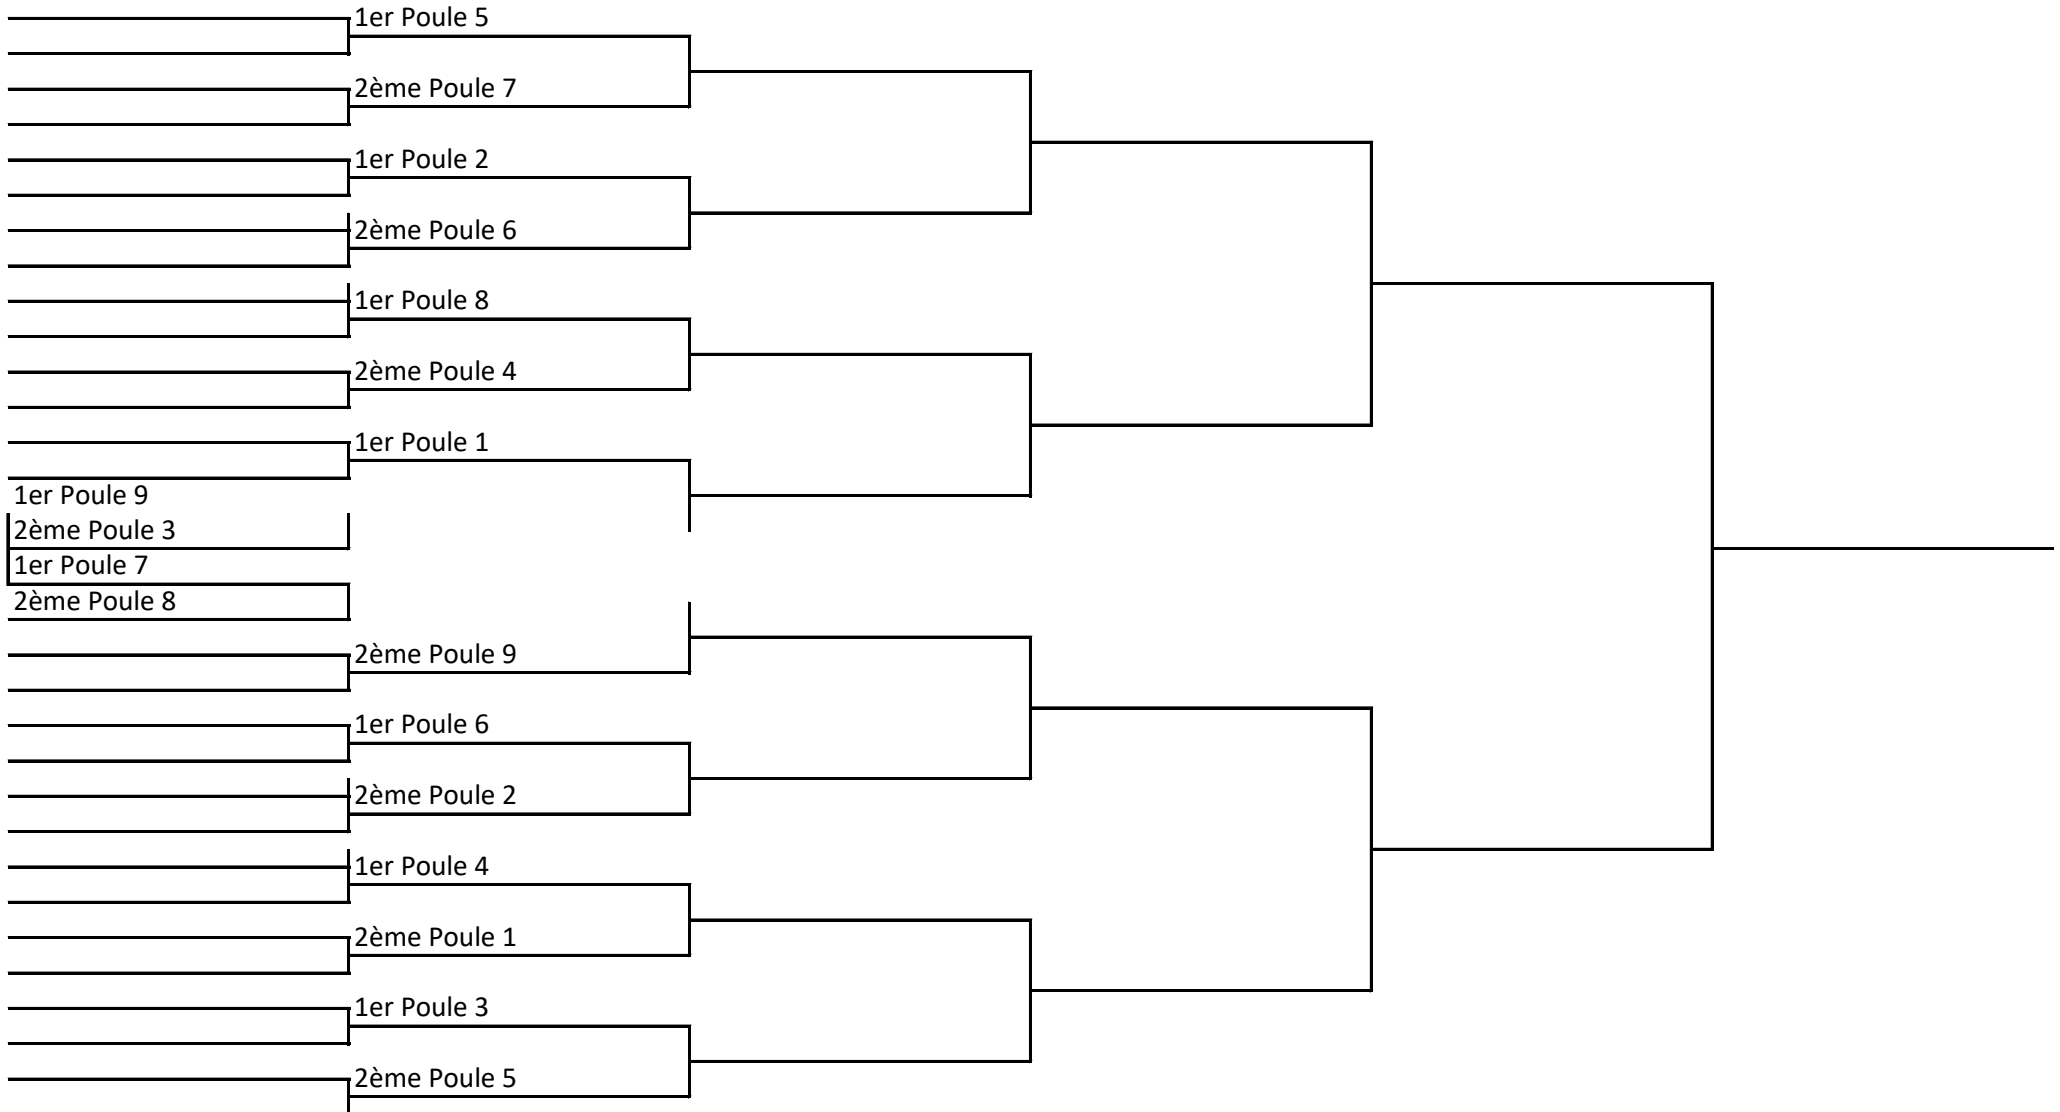 1er Poule 5
2ème Poule 7
1er Poule 2
2ème Poule 6
1er Poule 8
2ème Poule 4
1er Poule 1
1er Poule 9
2ème Poule 3
1er Poule 7
2ème Poule 8
2ème Poule 9
1er Poule 6
2ème Poule 2
1er Poule 4
2ème Poule 1
1er Poule 3
2ème Poule 5